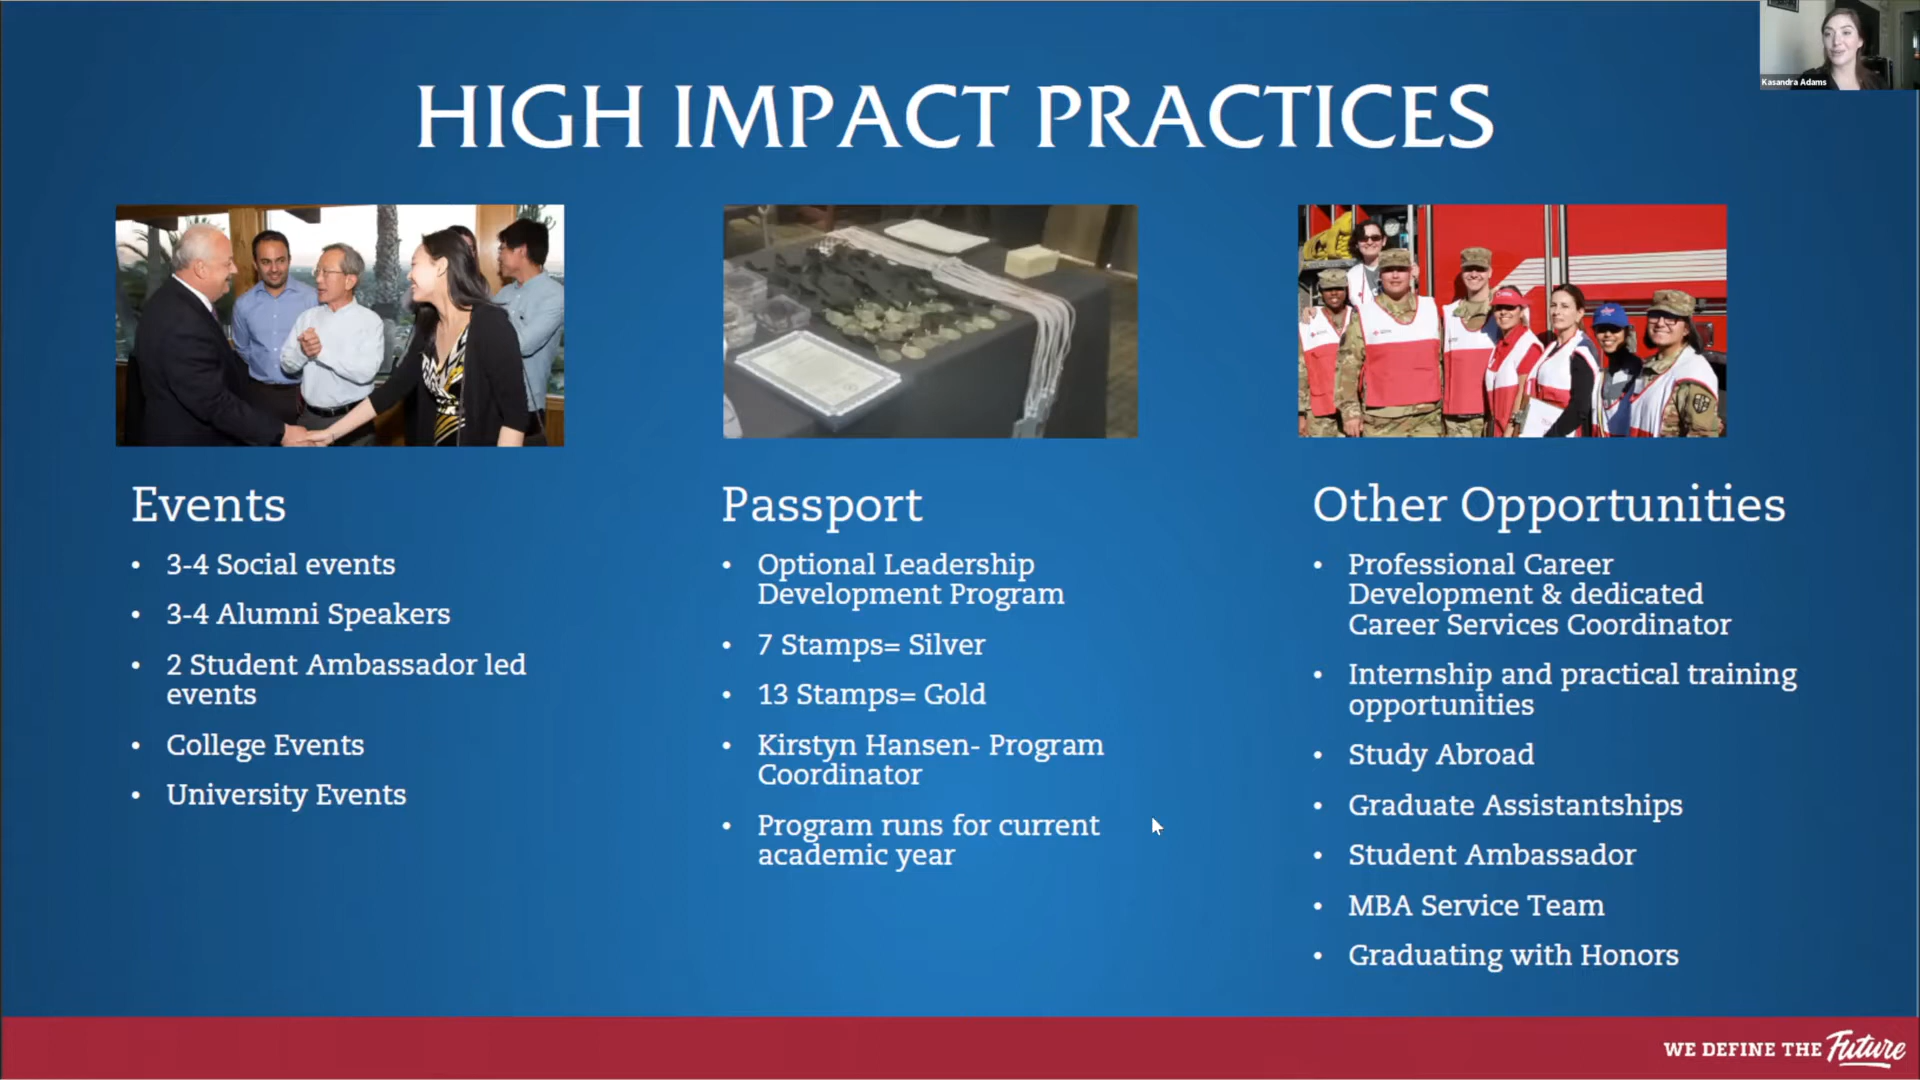 Kasandra Adams
HIGH IMPACT PRACTICES
Events
• 3-4 Social events
• 3-4 Alumni Speakers
• 2 Student Ambassador led
events
• College Events
• University Events
Passport
• Optional Leadership
Development Program
• 7 Stamps= Silver
• 13 Stamps= Gold
• Kirstyn Hansen- Program
Coordinator
• Program runs for current
academic year
Other Opportunities
• Professional Career
Development & dedicated
Career Services Coordinator
• Internship and practical training
opportunities
• Study Abroad
• Graduate Assistantships
• Student Ambassador
• MBA Service Team
• Graduating with Honors
WE DEFINE THE Future